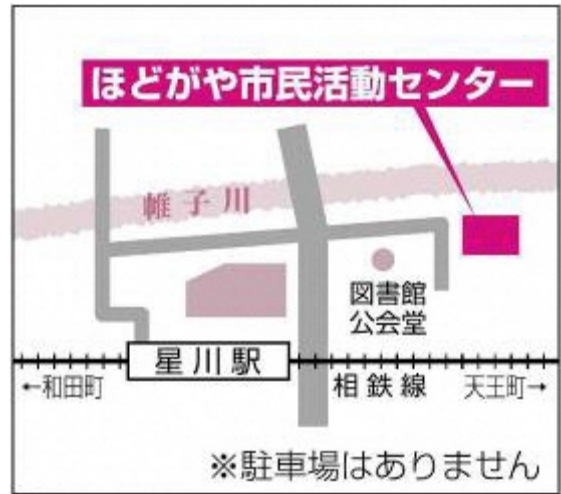 ほどがや市民活動センター
帷子川
図書館
公会堂
星川駅
←和田町
相鉄線
天王町→
※駐車場はありません